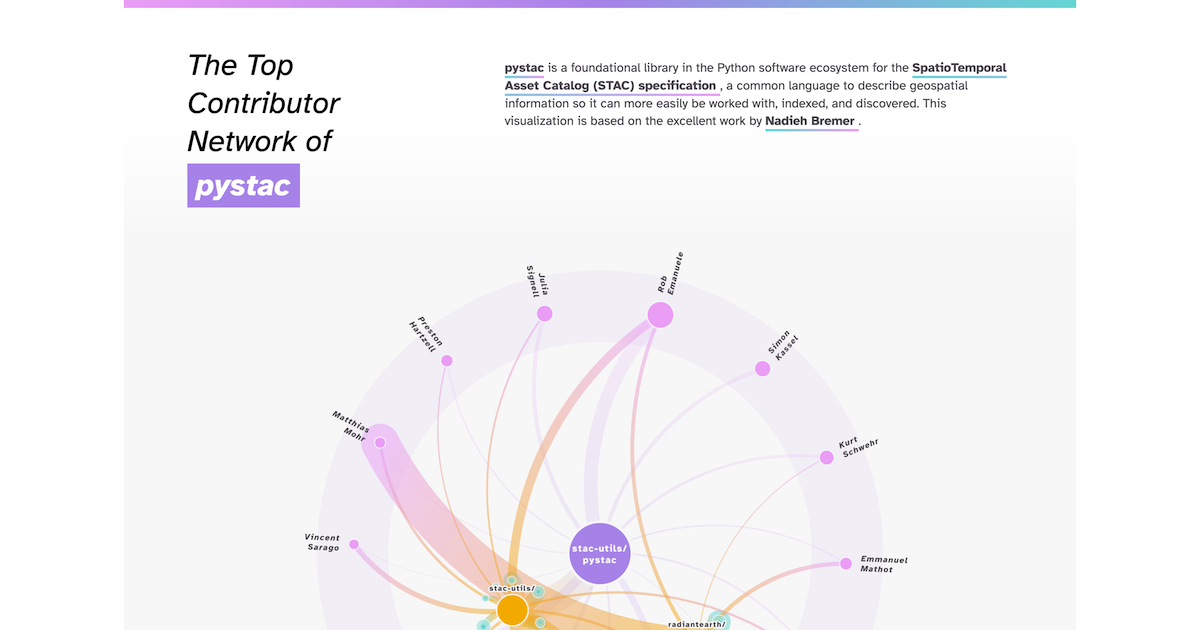 The Top
Contributor
Network of
pystac
pystac is a foundational library in the Python software ecosystem for the SpatioTemporal
Asset Catalog (STAC) specification , a common language to describe geospatial
information so it can more easily be worked with, indexed, and discovered. This
visualization is based on the excellent work by Nadieh Bremer .
Julia
Signell
Rob
Emanuele
Preston
Hartzell
Simon
Kassel
Matthias
Mohr
Kurt
Schwehr
Vincent
Sarago
stac-utils/
pystac
Emmanuel
Mathot
stac-utils/
radiantearth/